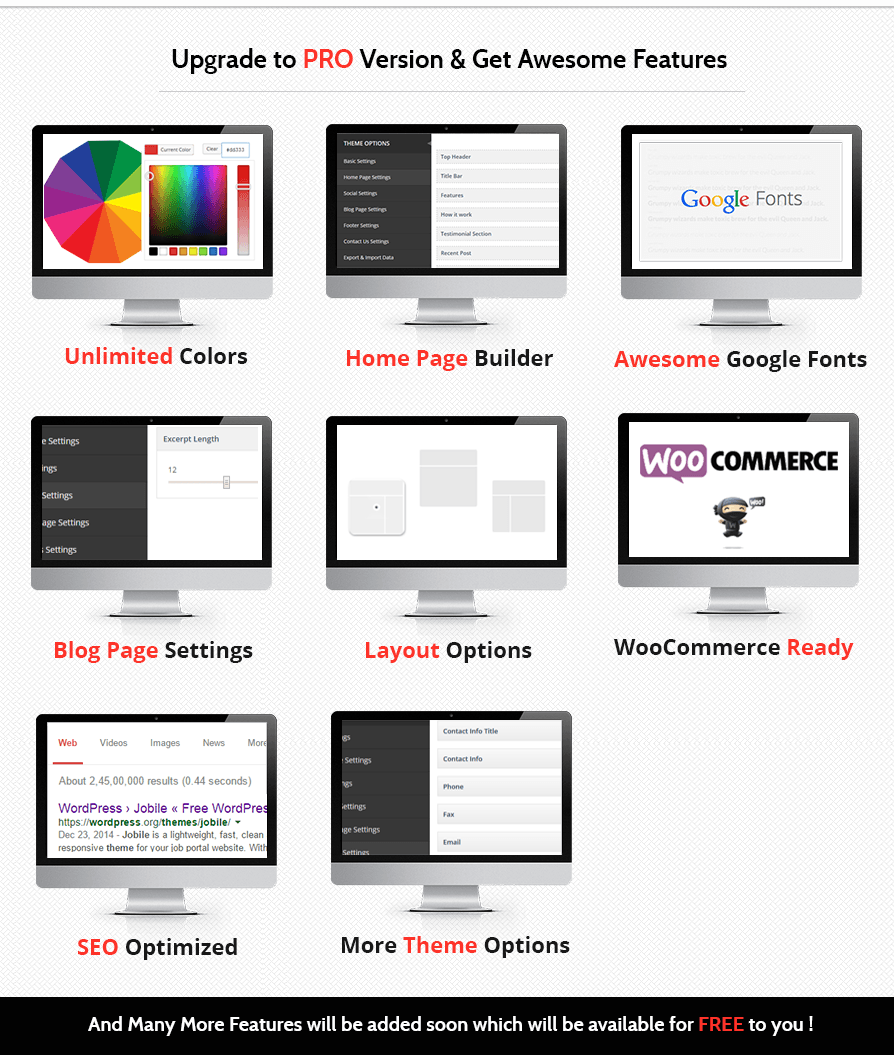 Upgrade to PRO Version & Get Awesome Features
Current Color
Clear
#dd3333
Unlimited Colors
THEME OPTIONS
Basic Settings
Home Page Settings
Social Settings
Blog Page Settings
Footer Settings
Contact Us Settings
Export & Import Data
Top Header
Title Bar
Features
How it work
Testimonial Section
Recent Post
Home Page Builder
Google Fonts
Awesome Google Fonts
e Settings
ings
Settings
age Settings
s Settings
Excerpt Length
12
Blog Page Settings
Layout Options
WOO COMMERCE
Woo!
WooCommerce Ready
Web Videos Images News More
About 2,45,00,000 results (0.44 seconds)
WordPress › Jobile « Free WordPres
https://wordpress.org/themes/jobile/
Dec 23, 2014 - Jobile is a lightweight, fast, clean
responsive theme for your job portal website. With
SEO Optimized
gs
Settings
ngs
Settings
ge Settings
Settings
Contact Info Title
Contact Info
Phone
Fax
Email
More Theme Options
And Many More Features will be added soon which will be available for FREE to you !